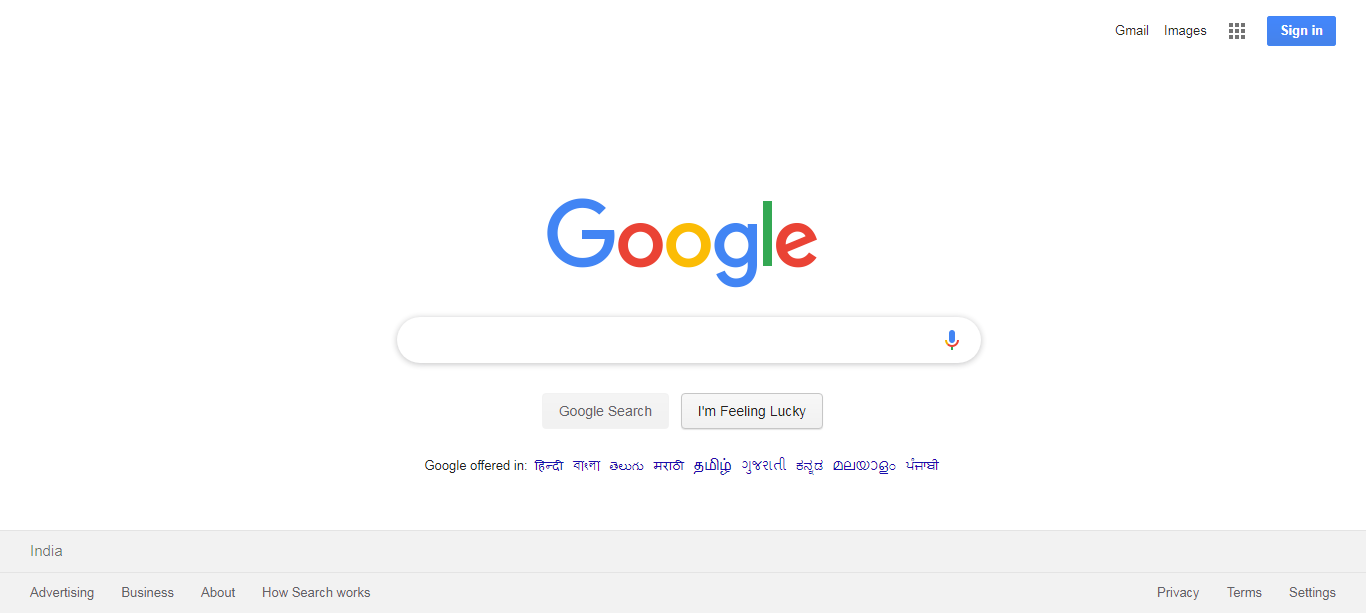 Gmail Images Sign in
Google
Google Search I'm Feeling Lucky
Google offered in: हिन्दी বাংলা తెలుగు मराठी தமிழ் ગુજરાતી ಕನ್ನಡ മലയാളം ਪੰਜਾਬੀ
India
Advertising Business About How Search works Privacy Terms Settings